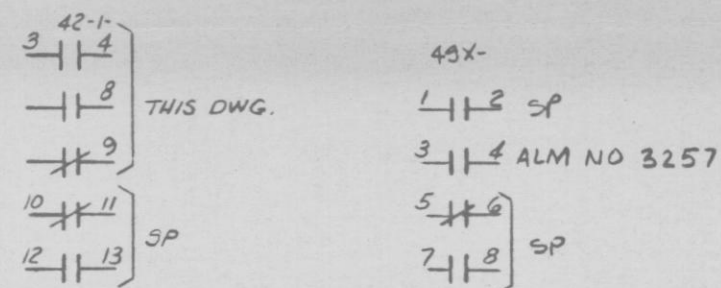 42-1-
3 4
8
THIS DWG.
9
10 11
SP
12 13
49X-
1 2 SP
3 4 ALM NO 3257
5 6
SP
7 8